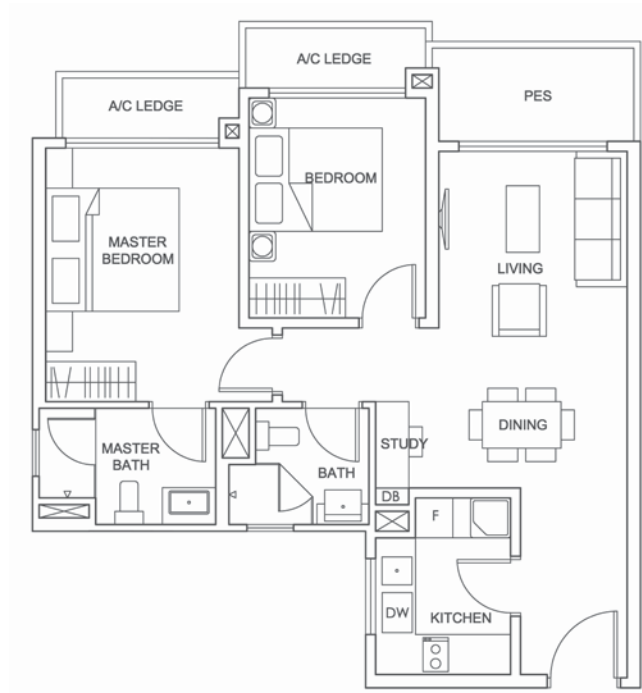 A/C LEDGE
A/C LEDGE
PES
BEDROOM
MASTER
BEDROOM
LIVING
DINING
STUDY
MASTER
BATH
BATH
DB
F
DW
KITCHEN